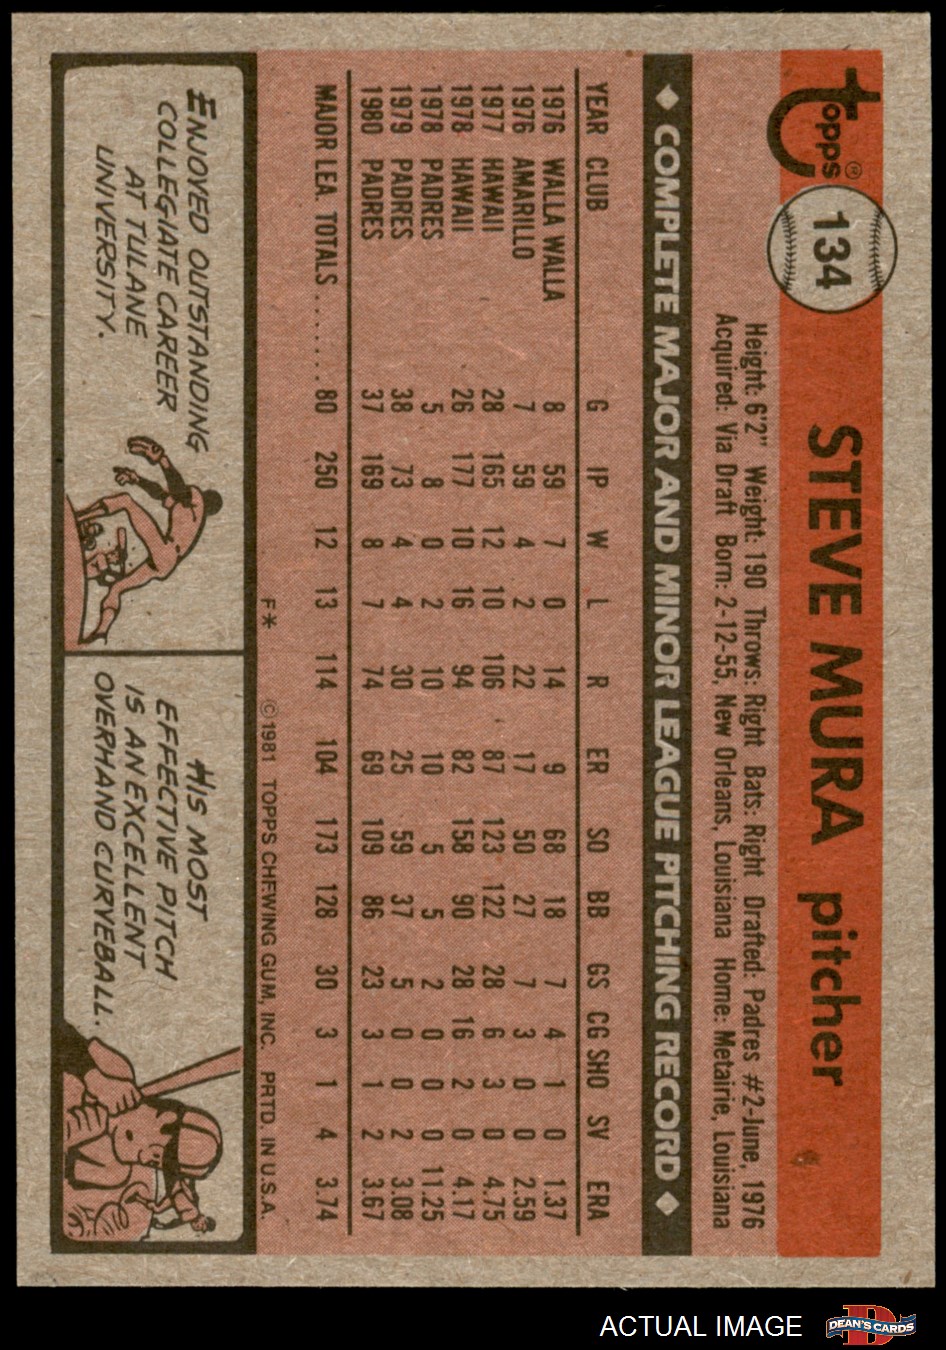 topps®
134
STEVE MURA pitcher
Height: 6'2" Weight: 190 Throws: Right Bats: Right Drafted: Padres #2-June, 1976
Acquired: Via Draft Born: 2-12-55, New Orleans, Louisiana Home: Metairie, Louisiana
◆ COMPLETE MAJOR AND MINOR LEAGUE PITCHING RECORD ◆
YEAR CLUB G IP W L R ER SO BB GS CG SHO SV ERA
1976 WALLA WALLA 8 59 7 0 14 9 68 18 7 4 1 0 1.37
1976 AMARILLO 7 59 4 2 22 17 50 27 7 3 0 0 2.59
1977 HAWAII 28 165 12 10 106 87 123 122 28 6 3 0 4.75
1978 HAWAII 26 177 10 16 94 82 158 90 28 16 2 0 4.17
1978 PADRES 5 8 0 2 10 10 5 5 2 0 0 0 11.25
1979 PADRES 38 73 4 4 30 25 59 37 5 0 0 2 3.08
1980 PADRES 37 169 8 7 74 69 109 86 23 3 1 2 3.67
MAJOR LEA. TOTALS ...... 80 250 12 13 114 104 173 128 30 3 1 4 3.74
F* © 1981 TOPPS CHEWING GUM, INC. PRTD. IN U.S.A.
ENJOYED OUTSTANDING
COLLEGIATE CAREER
AT TULANE
UNIVERSITY.
HIS MOST
EFFECTIVE PITCH
IS AN EXCELLENT
OVERHAND CURVEBALL.
ACTUAL IMAGE
D
DEAN'S CARDS